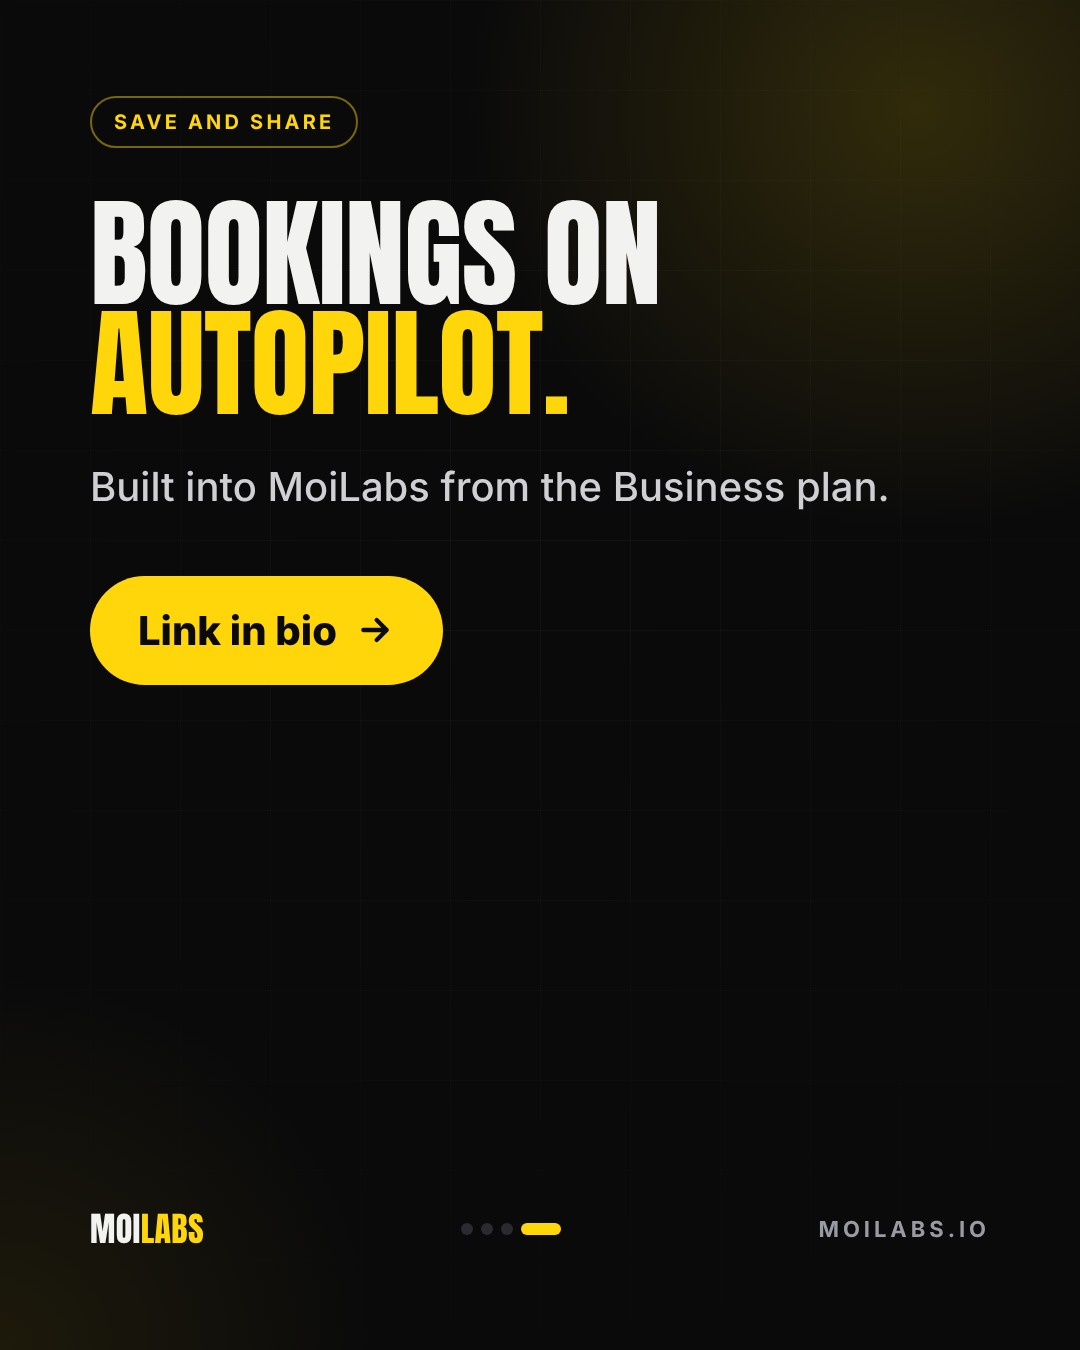 SAVE AND SHARE
BOOKINGS ON
AUTOPILOT.
Built into MoiLabs from the Business plan.
Link in bio →
MOILABS
MOILABS.IO